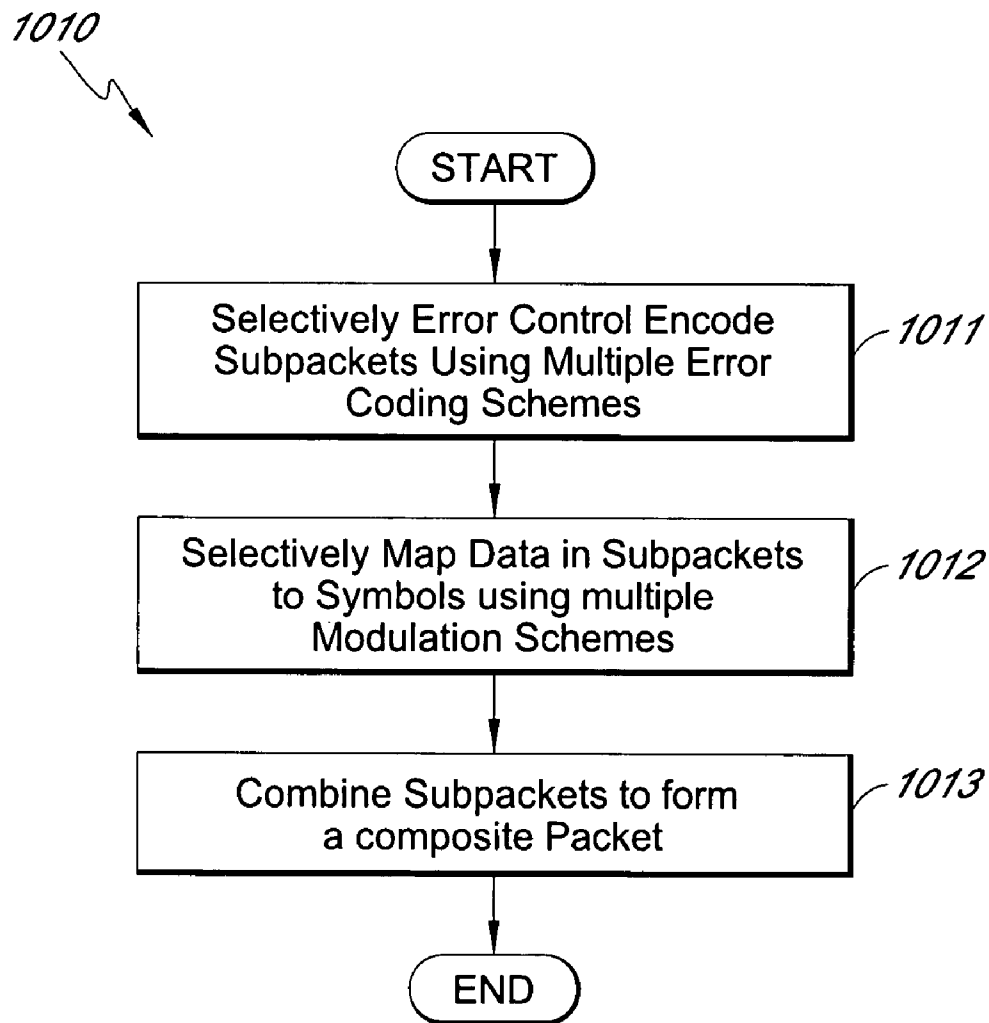 1010
START
Selectively Error Control Encode
Subpackets Using Multiple Error
Coding Schemes
1011
Selectively Map Data in Subpackets
to Symbols using multiple
Modulation Schemes
1012
Combine Subpackets to form
a composite Packet
1013
END